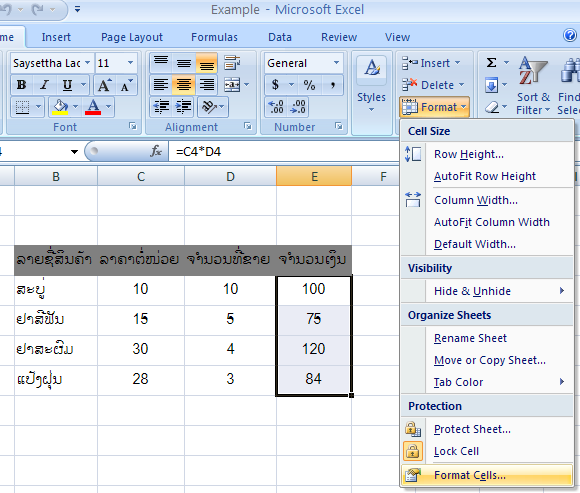 Example - Microsoft Excel
me Insert Page Layout Formulas Data Review View
Saysettha Lac 11
B I U A A
General
$ % ,
Styles
Insert
Delete
Format
Σ
Sort & Filter
Find Selec
Font Alignment Number
fx =C4*D4
B C D E F
ລາຍຊື່ສິນຄ້າ ລາຄາຕໍ່ໜ່ວຍ ຈຳນວນທີ່ຂາຍ ຈຳນວນເງິນ
ສະບູ່ 10 10 100
ຢາສີຟັນ 15 5 75
ຢາສະຜົມ 30 4 120
ແປ້ງຝຸ່ນ 28 3 84
Cell Size
Row Height...
AutoFit Row Height
Column Width...
AutoFit Column Width
Default Width...
Visibility
Hide & Unhide
Organize Sheets
Rename Sheet
Move or Copy Sheet...
Tab Color
Protection
Protect Sheet...
Lock Cell
Format Cells...